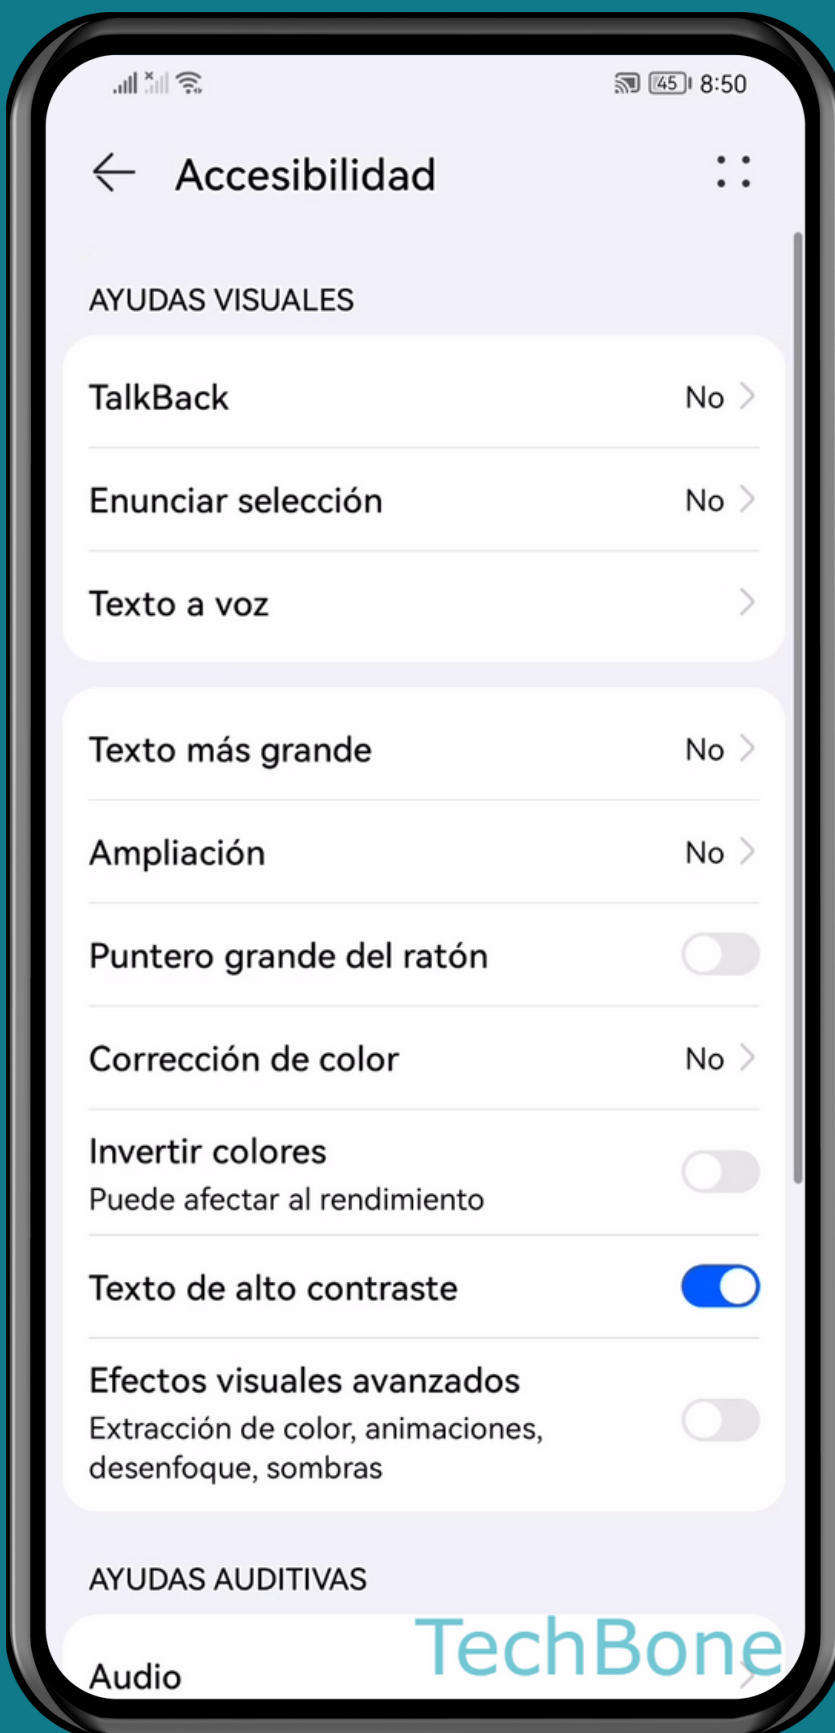 45 8:50
Accesibilidad
AYUDAS VISUALES
TalkBack No
Enunciar selección No
Texto a voz
Texto más grande No
Ampliación No
Puntero grande del ratón
Corrección de color No
Invertir colores
Puede afectar al rendimiento
Texto de alto contraste
Efectos visuales avanzados
Extracción de color, animaciones,
desenfoque, sombras
AYUDAS AUDITIVAS
Audio
TechBone